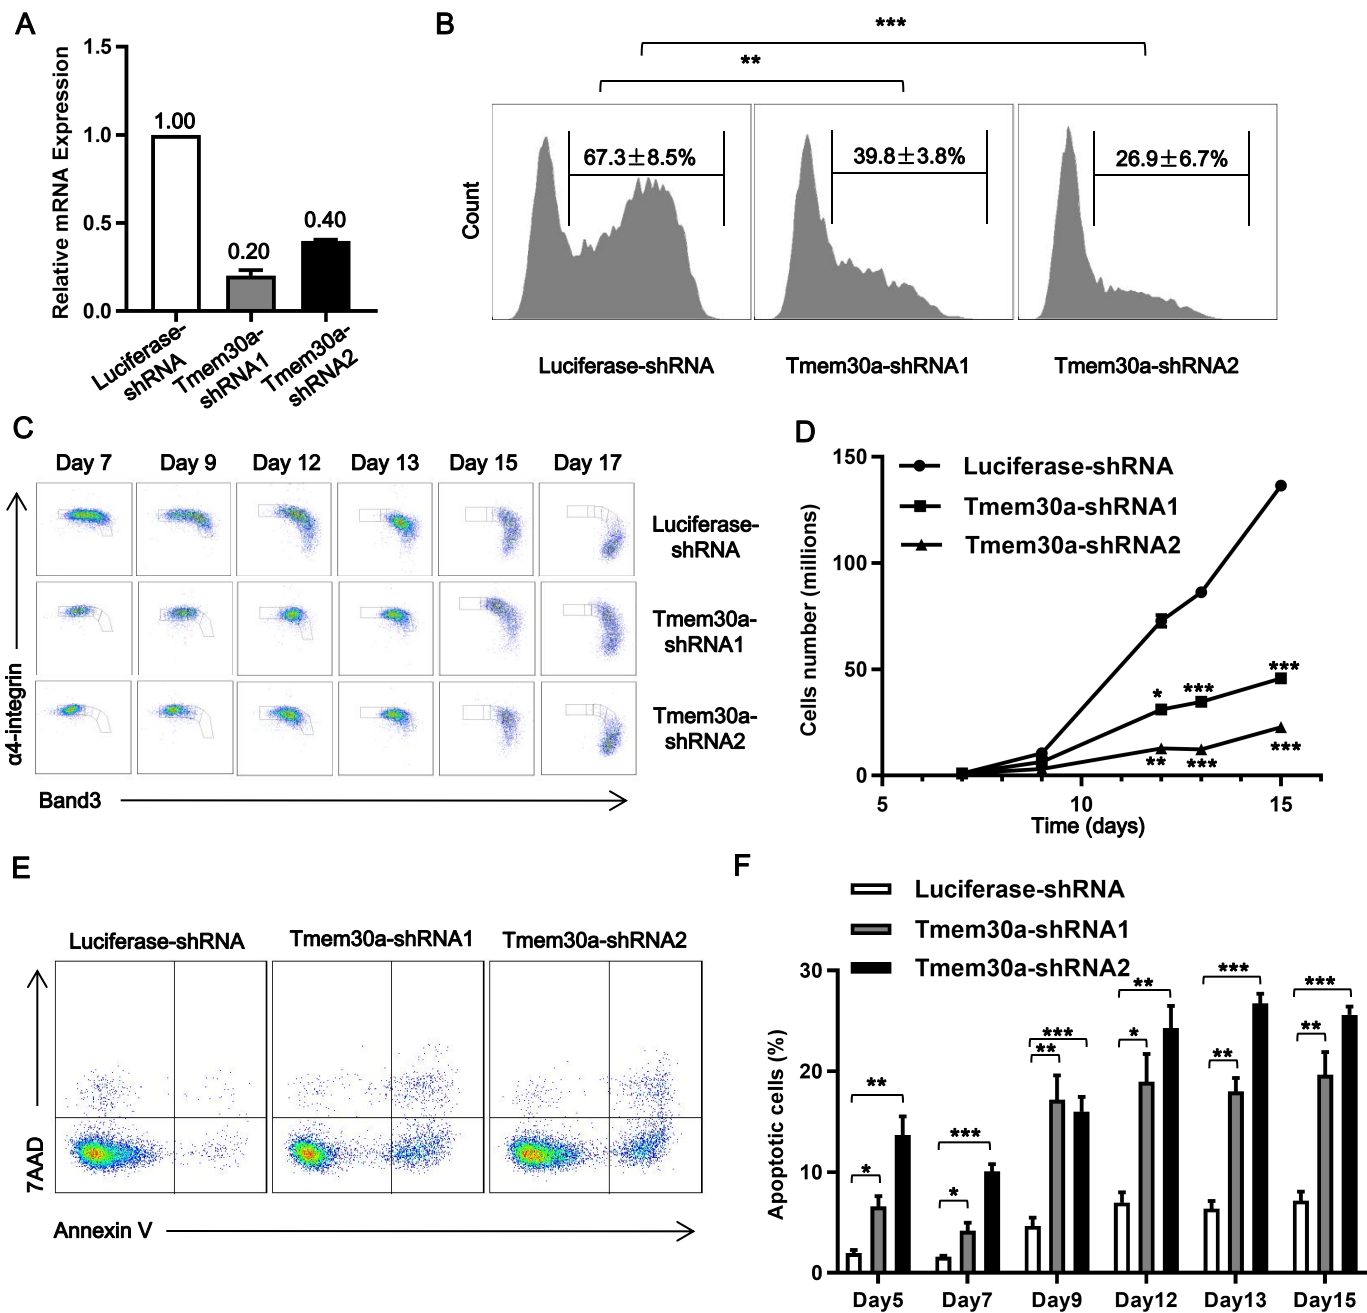 A
1.5
1.0
0.5
0.0
Relative mRNA Expression
1.00
0.20
0.40
Luciferase-
shRNA
Tmem30a-
shRNA1
Tmem30a-
shRNA2
B
***
**
Count
67.3±8.5%
39.8±3.8%
26.9±6.7%
Luciferase-shRNA
Tmem30a-shRNA1
Tmem30a-shRNA2
C
Day 7 Day 9 Day 12 Day 13 Day 15 Day 17
Luciferase-
shRNA
Tmem30a-
shRNA1
Tmem30a-
shRNA2
α4-integrin
Band3
D
Luciferase-shRNA
Tmem30a-shRNA1
Tmem30a-shRNA2
150
100
50
0
Cells number (millions)
* *** ***
** *** ***
5 10 15
Time (days)
E
Luciferase-shRNA Tmem30a-shRNA1 Tmem30a-shRNA2
7AAD
Annexin V
F
Luciferase-shRNA
Tmem30a-shRNA1
Tmem30a-shRNA2
30
20
10
0
Apoptotic cells (%)
**
*
***
*
***
**
**
*
***
**
***
**
Day5 Day7 Day9 Day12 Day13 Day15